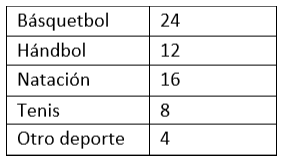 Básquetbol 24
Hándbol 12
Natación 16
Tenis 8
Otro deporte 4